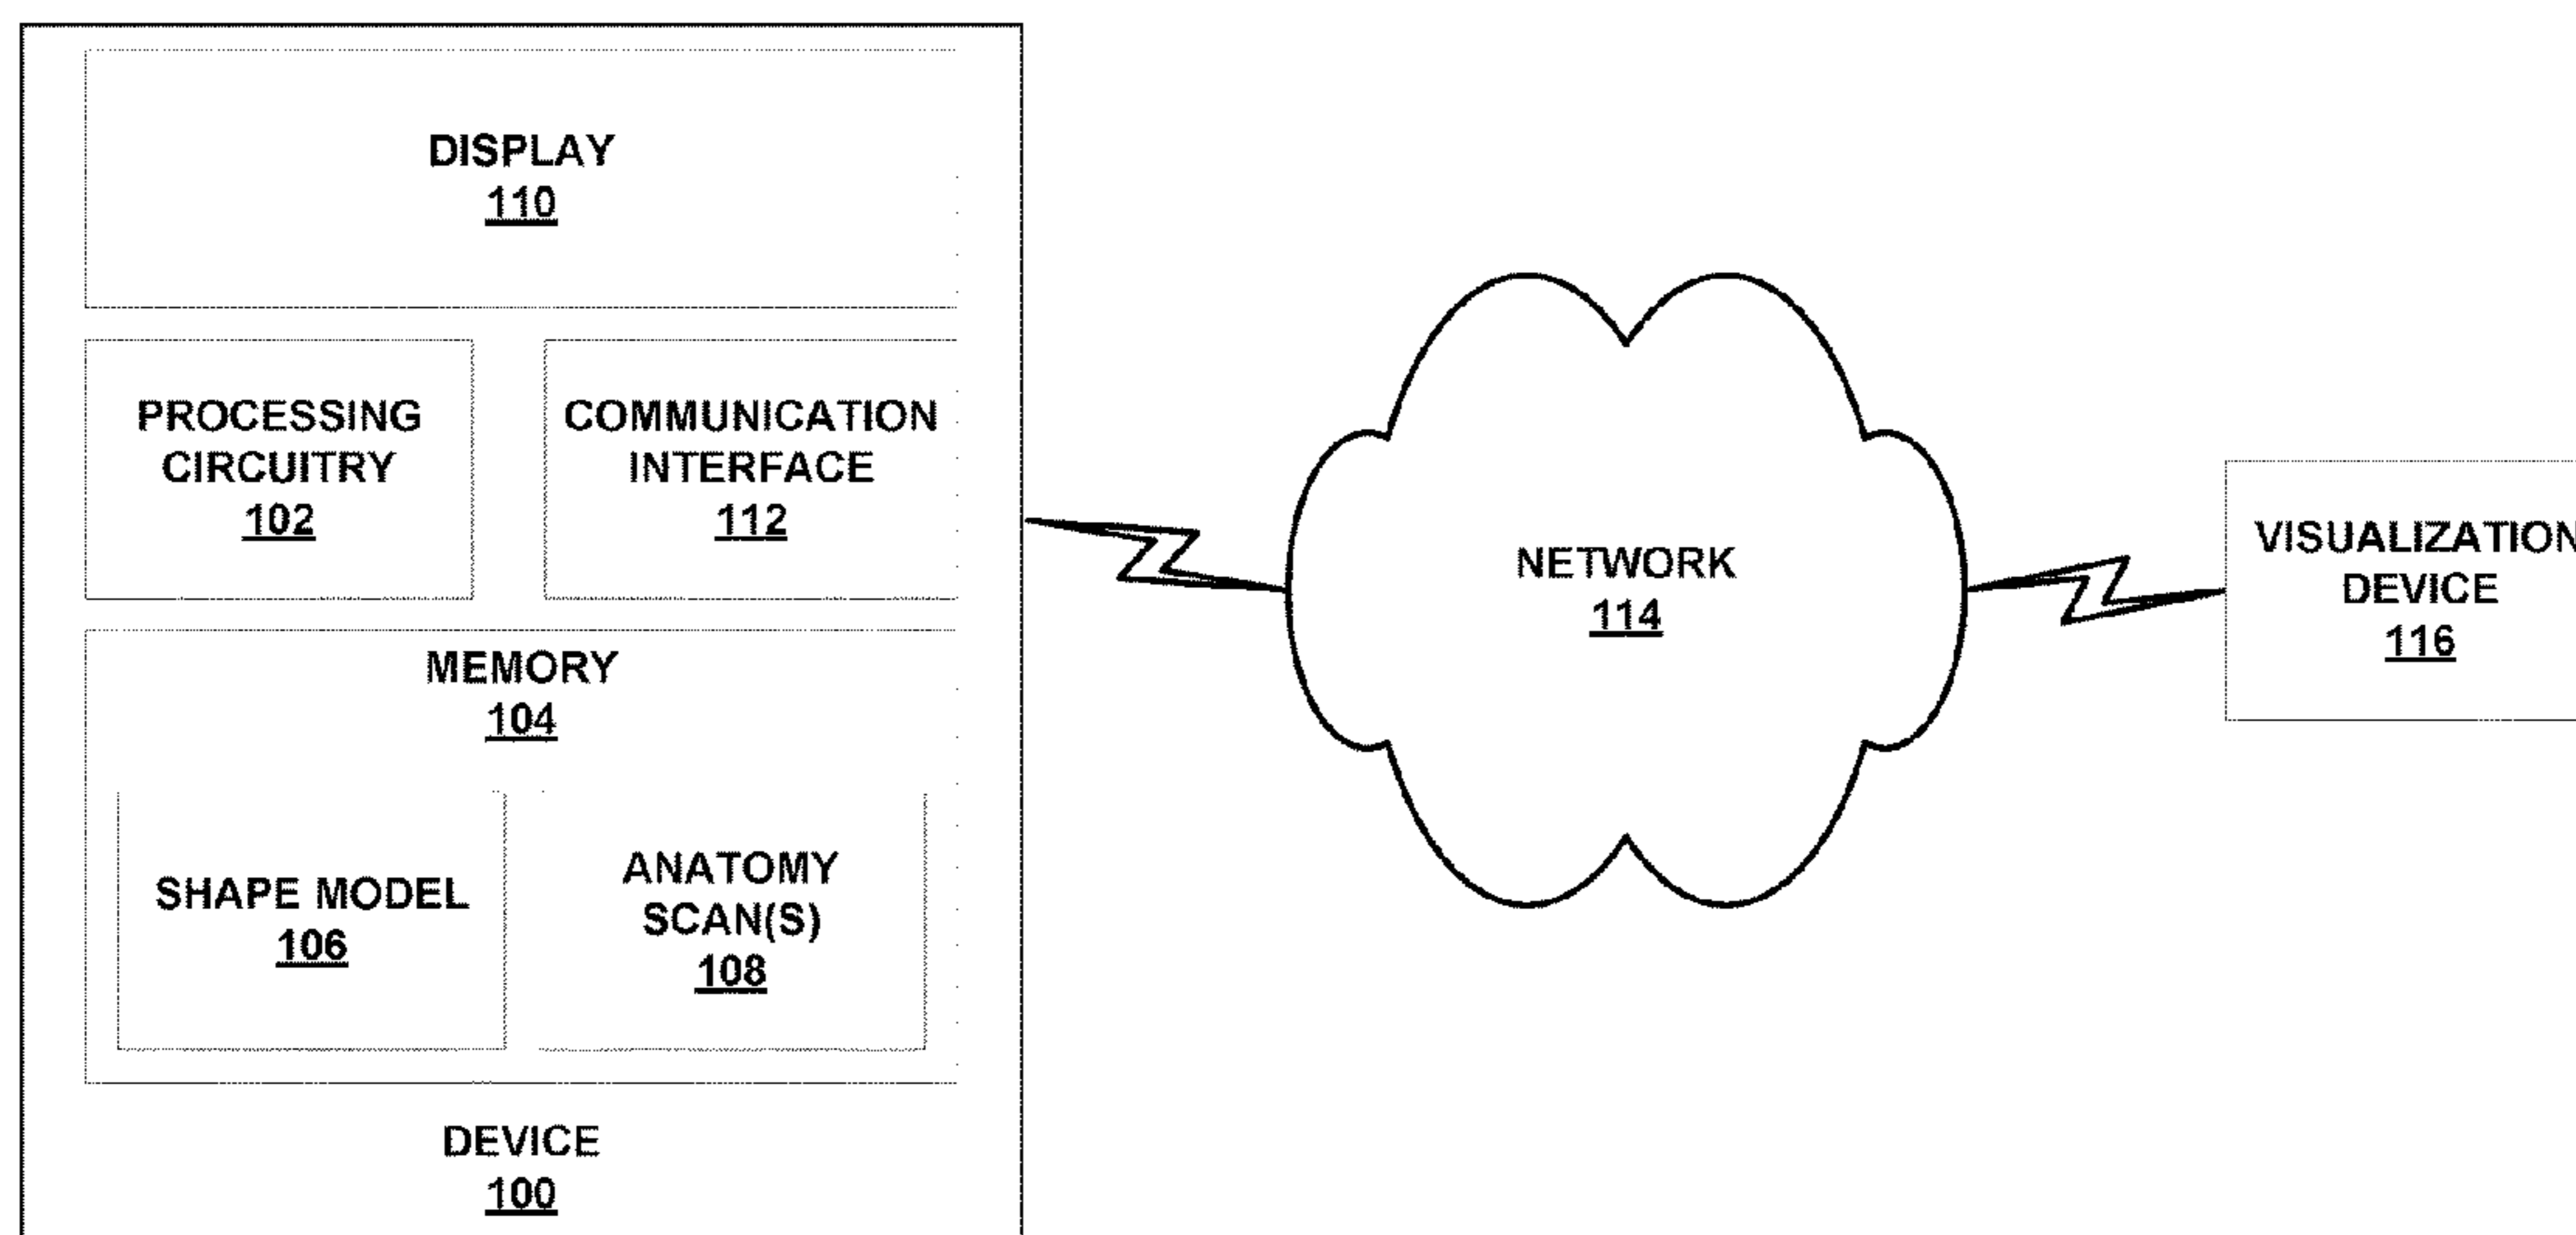 DISPLAY
110
PROCESSING
CIRCUITRY
102
COMMUNICATION
INTERFACE
112
MEMORY
104
SHAPE MODEL
106
ANATOMY
SCAN(S)
108
DEVICE
100
NETWORK
114
VISUALIZATION
DEVICE
116